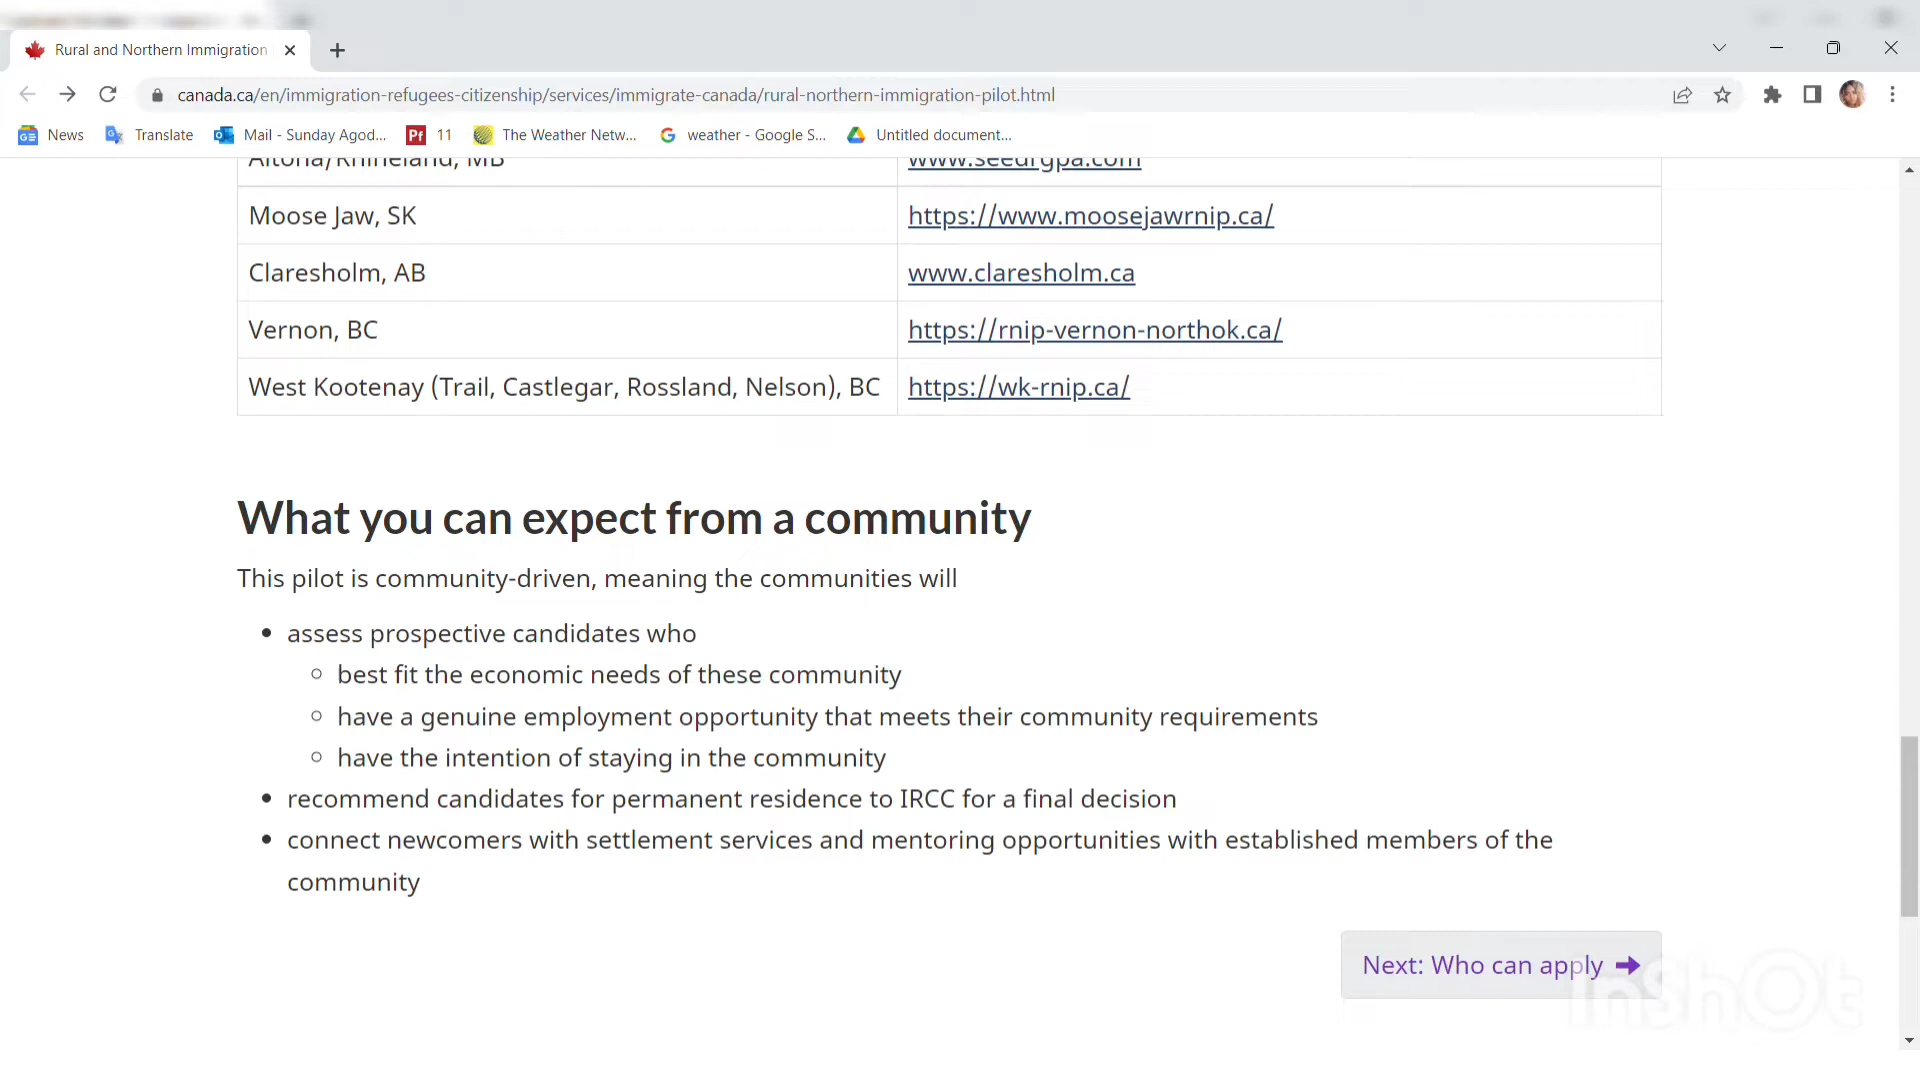 Rural and Northern Immigration
canada.ca/en/immigration-refugees-citizenship/services/immigrate-canada/rural-northern-immigration-pilot.html
News Translate Mail - Sunday Agod... Pf 11 The Weather Netw... weather - Google S... Untitled document...
Altona/Rhineland, MB www.seedrgpa.com
Moose Jaw, SK https://www.moosejawrnip.ca/
Claresholm, AB www.claresholm.ca
Vernon, BC https://rnip-vernon-northok.ca/
West Kootenay (Trail, Castlegar, Rossland, Nelson), BC https://wk-rnip.ca/
What you can expect from a community
This pilot is community-driven, meaning the communities will
assess prospective candidates who
best fit the economic needs of these community
have a genuine employment opportunity that meets their community requirements
have the intention of staying in the community
recommend candidates for permanent residence to IRCC for a final decision
connect newcomers with settlement services and mentoring opportunities with established members of the
community
Next: Who can apply
InShOt